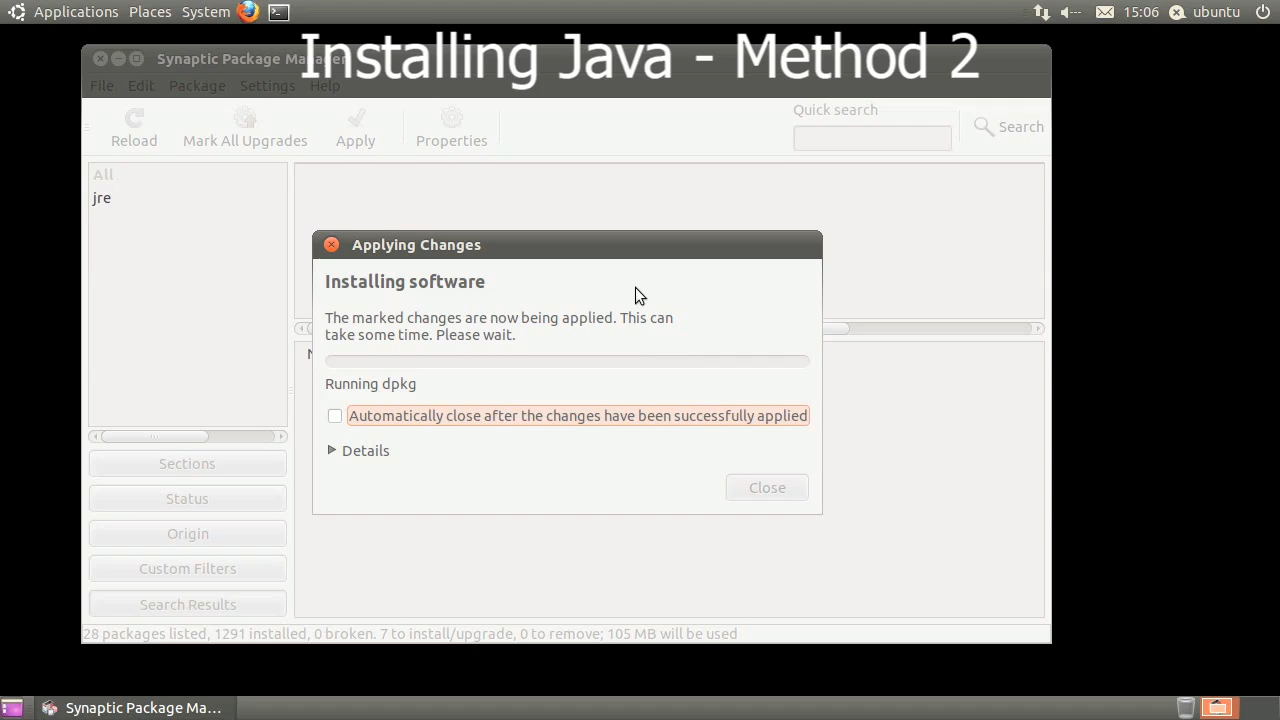 Applications Places System
15:06 ubuntu
Installing Java - Method 2
Synaptic Package Manager
File Edit Package Settings Help
Reload
Mark All Upgrades
Apply
Properties
Quick search
Search
All
jre
Applying Changes
Installing software
The marked changes are now being applied. This can
take some time. Please wait.
Running dpkg
Automatically close after the changes have been successfully applied
Details
Close
Sections
Status
Origin
Custom Filters
Search Results
28 packages listed, 1291 installed, 0 broken. 7 to install/upgrade, 0 to remove; 105 MB will be used
Synaptic Package Ma...